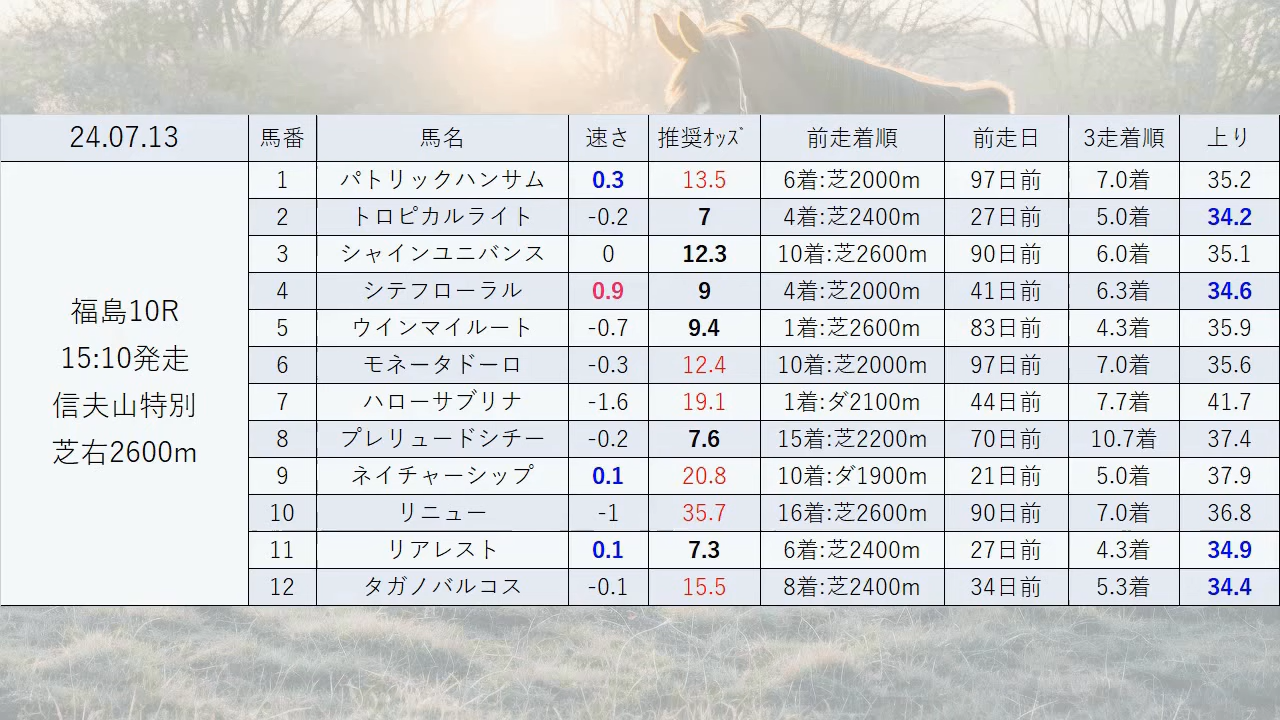 24.07.13 馬番 馬名 速さ 推奨ｵｯｽﾞ 前走着順 前走日 3走着順 上り
福島10R
15:10発走
信夫山特別
芝右2600m
1 パトリックハンサム 0.3 13.5 6着:芝2000m 97日前 7.0着 35.2
2 トロピカルライト -0.2 7 4着:芝2400m 27日前 5.0着 34.2
3 シャインユニバンス 0 12.3 10着:芝2600m 90日前 6.0着 35.1
4 シテフローラル 0.9 9 4着:芝2000m 41日前 6.3着 34.6
5 ウインマイルート -0.7 9.4 1着:芝2600m 83日前 4.3着 35.9
6 モネータドーロ -0.3 12.4 10着:芝2000m 97日前 7.0着 35.6
7 ハローサブリナ -1.6 19.1 1着:ダ2100m 44日前 7.7着 41.7
8 プレリュードシチー -0.2 7.6 15着:芝2200m 70日前 10.7着 37.4
9 ネイチャーシップ 0.1 20.8 10着:ダ1900m 21日前 5.0着 37.9
10 リニュー -1 35.7 16着:芝2600m 90日前 7.0着 36.8
11 リアレスト 0.1 7.3 6着:芝2400m 27日前 4.3着 34.9
12 タガノバルコス -0.1 15.5 8着:芝2400m 34日前 5.3着 34.4